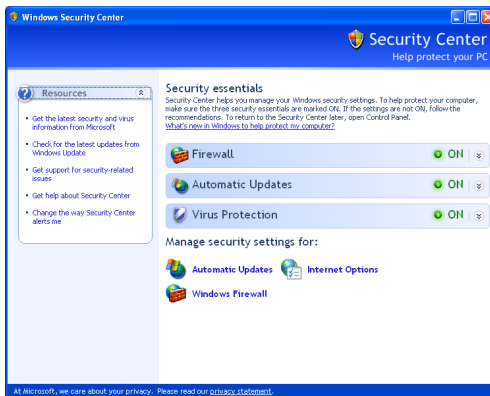 Windows Security Center
Security Center
Help protect your PC
Resources
Get the latest security and virus
information from Microsoft
Check for the latest updates from
Windows Update
Get support for security-related
issues
Get help about Security Center
Change the way Security Center
alerts me
Security essentials
Security Center helps you manage your Windows security settings. To help protect your computer,
make sure the three security essentials are marked ON. If the settings are not ON, follow the
recommendations. To return to the Security Center later, open Control Panel.
What's new in Windows to help protect my computer?
Firewall ON
Automatic Updates ON
Virus Protection ON
Manage security settings for:
Automatic Updates Internet Options
Windows Firewall
At Microsoft, we care about your privacy. Please read our privacy statement.